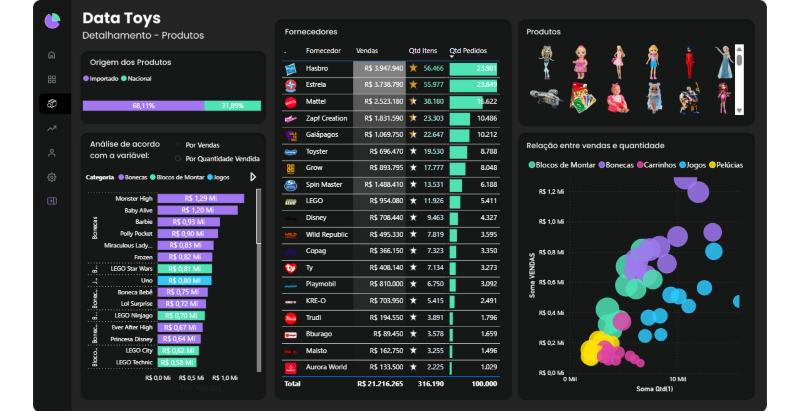 Data Toys
Detalhamento - Produtos
Origem dos Produtos
Importado Nacional
68,11% 31,89%
Análise de acordo
com a variável:
Por Vendas
Por Quantidade Vendida
Categoria Bonecas Blocos de Montar Jogos
Bonecas
Monster High R$ 1,29 Mi
Baby Alive R$ 1,20 Mi
Barbie R$ 0,93 Mi
Polly Pocket R$ 0,90 Mi
Miraculous Lady... R$ 0,83 Mi
Frozen R$ 0,82 Mi
B... LEGO Star Wars R$ 0,81 Mi
J... Uno R$ 0,80 Mi
Bonec... Boneca Bebê R$ 0,75 Mi
Lol Surprise R$ 0,72 Mi
B... LEGO Ninjago R$ 0,70 Mi
Bonec... Ever After High R$ 0,67 Mi
Princesa Disney R$ 0,64 Mi
Bloco... LEGO City R$ 0,62 Mi
LEGO Technic R$ 0,58 Mi
R$ 0,0 Mi R$ 0,5 Mi R$ 1,0 Mi
Fornecedores
. Fornecedor Vendas Qtd Itens Qtd Pedidos
Hasbro R$ 3.947.940 56.466 23.981
Estrela R$ 3.738.790 55.977 23.849
Mattel R$ 2.523.180 38.180 16.622
Zapf Creation R$ 1.831.590 23.303 10.486
Galápagos R$ 1.069.750 22.647 10.212
Toyster R$ 696.470 19.530 8.788
Grow R$ 893.795 17.777 8.048
Spin Master R$ 1.488.410 13.531 6.188
LEGO R$ 954.080 11.926 5.411
Disney R$ 708.440 9.463 4.327
Wild Republic R$ 495.330 7.819 3.595
Copag R$ 366.150 7.323 3.350
Ty R$ 408.140 7.134 3.273
Playmobil R$ 810.000 6.750 3.092
KRE-O R$ 703.950 5.415 2.491
Trudi R$ 194.550 3.891 1.796
Bburago R$ 89.450 3.578 1.659
Maisto R$ 162.750 3.255 1.496
Aurora World R$ 133.500 2.225 1.029
Total R$ 21.216.265 316.190 100.000
Produtos
Relação entre vendas e quantidade
Blocos de Montar Bonecas Carrinhos Jogos Pelúcias
Soma VENDAS
R$ 1,2 Mi
R$ 1,0 Mi
R$ 0,8 Mi
R$ 0,6 Mi
R$ 0,4 Mi
R$ 0,2 Mi
R$ 0,0 Mi
0 Mil 10 Mil
Soma Qtd(1)